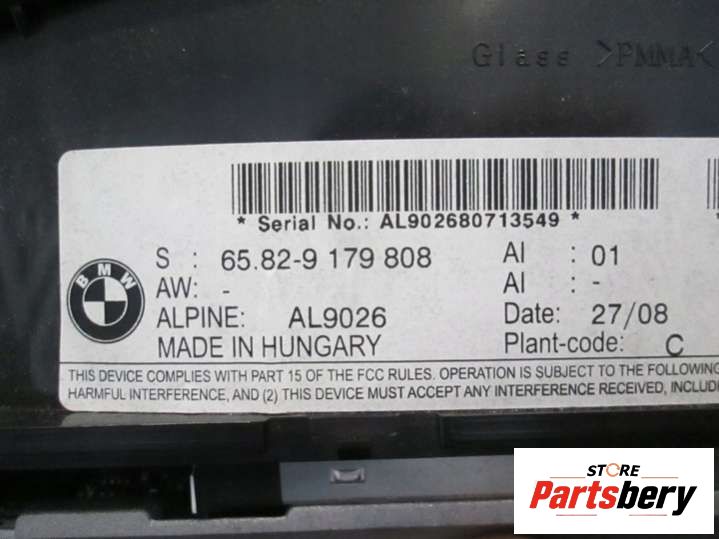 Glass >PMMA<
* Serial No.: AL902680713549 *
BMW
S : 65.82-9 179 808 AI : 01
AW: - AI : -
ALPINE: AL9026 Date: 27/08
MADE IN HUNGARY Plant-code: C
THIS DEVICE COMPLIES WITH PART 15 OF THE FCC RULES. OPERATION IS SUBJECT TO THE FOLLOWING
HARMFUL INTERFERENCE, AND (2) THIS DEVICE MUST ACCEPT ANY INTERFERENCE RECEIVED,
STORE
Partsbery